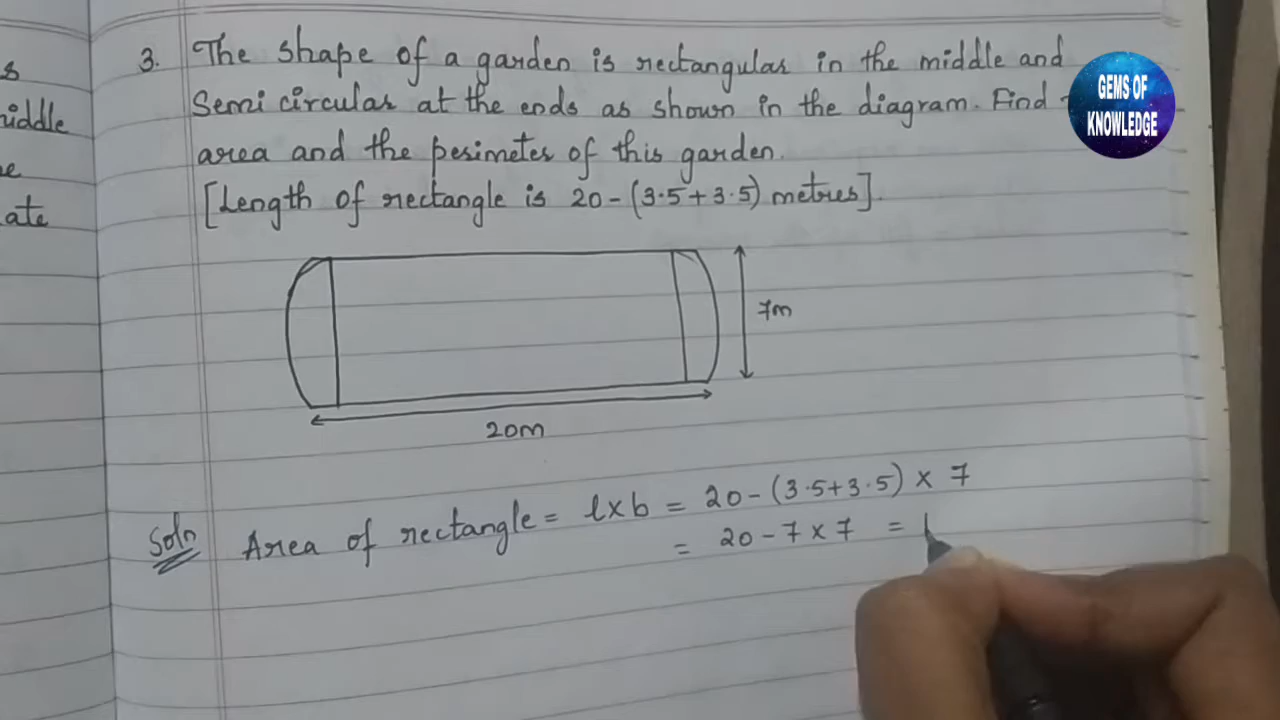 s
middle
e
ate
3. The shape of a garden is rectangular in the middle and
Semi circular at the ends as shown in the diagram. Find
area and the perimeter of this garden.
[Length of rectangle is 20 - (3.5 + 3.5) metres].
7m
20m
Soln Area of rectangle = l x b = 20 - (3.5+3.5) x 7
= 20 - 7 x 7 =
GEMS OF
KNOWLEDGE